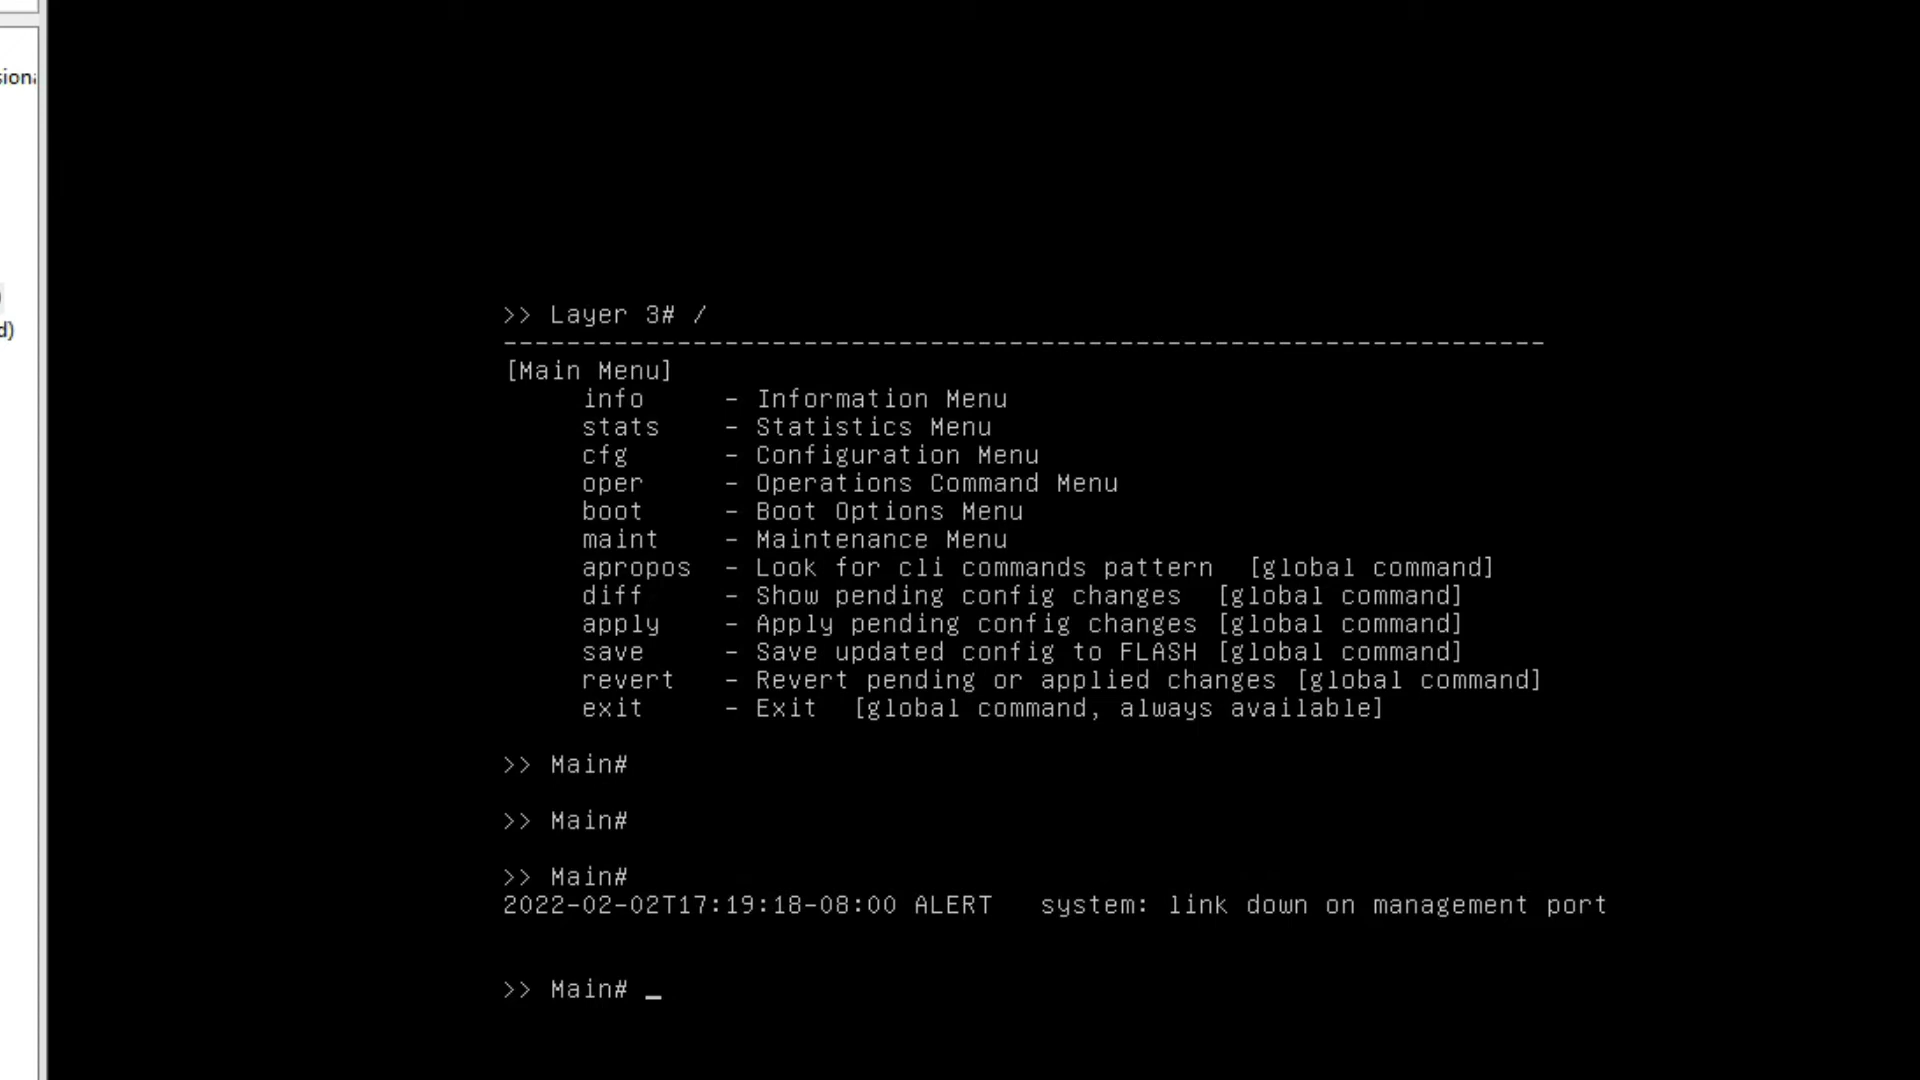 d)
>> Layer 3# /
------------------------------------------------------------------
[Main Menu]
info - Information Menu
stats - Statistics Menu
cfg - Configuration Menu
oper - Operations Command Menu
boot - Boot Options Menu
maint - Maintenance Menu
apropos - Look for cli commands pattern [global command]
diff - Show pending config changes [global command]
apply - Apply pending config changes [global command]
save - Save updated config to FLASH [global command]
revert - Revert pending or applied changes [global command]
exit - Exit [global command, always available]
>> Main#
>> Main#
>> Main#
2022-02-02T17:19:18-08:00 ALERT system: link down on management port
>> Main# _